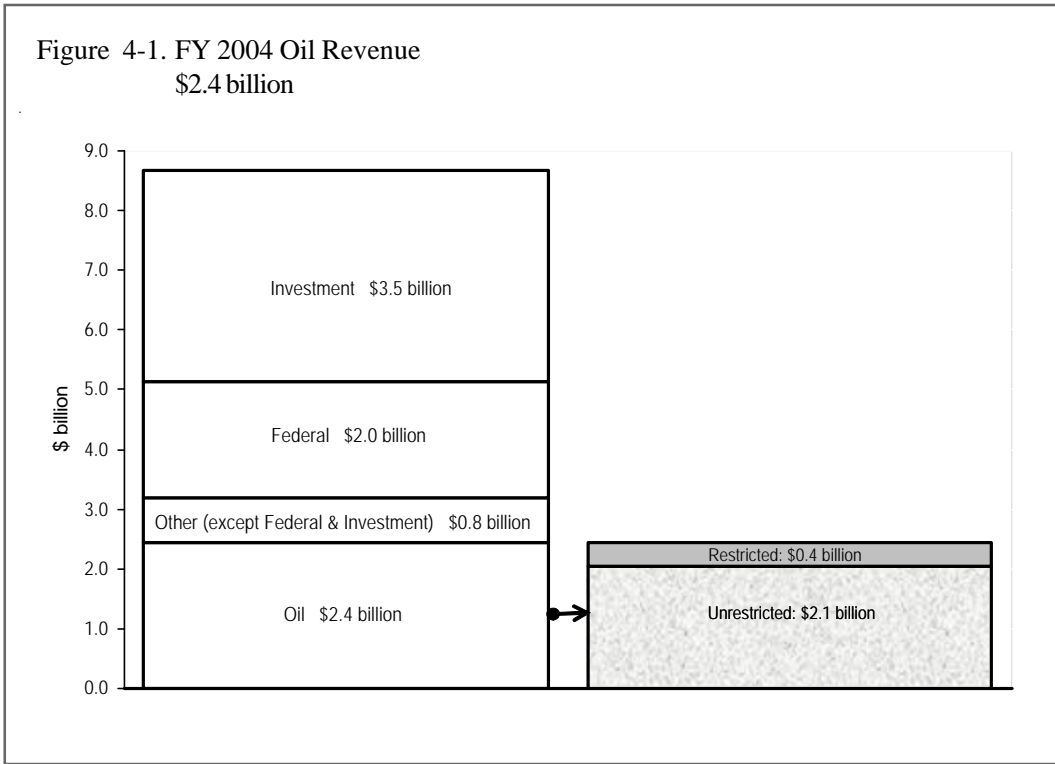 Figure 4-1. FY 2004 Oil Revenue
$2.4 billion
9.0
8.0
7.0
6.0
5.0
4.0
3.0
2.0
1.0
0.0
$ billion
Investment $3.5 billion
Federal $2.0 billion
Other (except Federal & Investment) $0.8 billion
Oil $2.4 billion
Restricted: $0.4 billion
Unrestricted: $2.1 billion